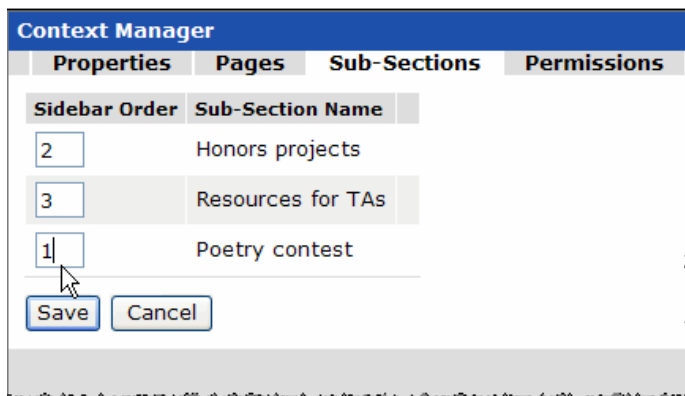 Context Manager
Properties Pages Sub-Sections Permissions
Sidebar Order Sub-Section Name
2 Honors projects
3 Resources for TAs
1 Poetry contest
Save Cancel